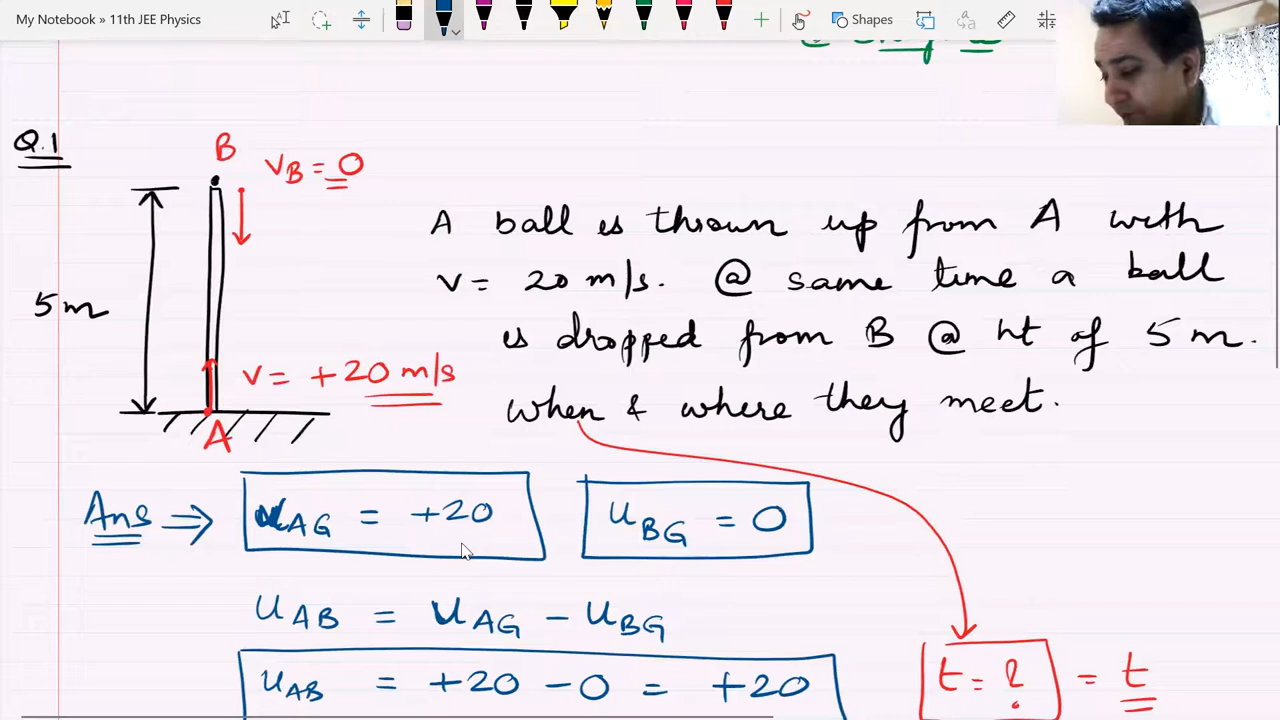 My Notebook » 11th JEE Physics
Shapes
Q.1
B
VB = 0
5m
V = +20 m/s
A
A ball is thrown up from A with
V = 20 m/s. @ same time a ball
is dropped from B @ ht of 5 m.
when & where they meet.
Ans ⇒ uAG = +20 uBG = 0
uAB = uAG - uBG
uAB = +20 - 0 = +20
t = ? = t